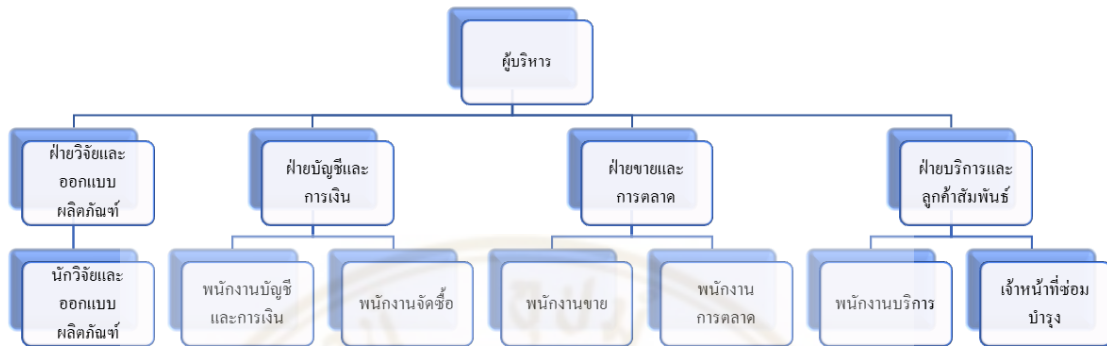 ผู้บริหาร
ฝ่ายวิจัยและ
ออกแบบ
ผลิตภัณฑ์
ฝ่ายบัญชีและ
การเงิน
ฝ่ายขายและ
การตลาด
ฝ่ายบริการและ
ลูกค้าสัมพันธ์
นักวิจัยและ
ออกแบบ
ผลิตภัณฑ์
พนักงานบัญชี
และการเงิน
พนักงานจัดซื้อ
พนักงานขาย
พนักงาน
การตลาด
พนักงานบริการ
เจ้าหน้าที่ซ่อม
บำรุง